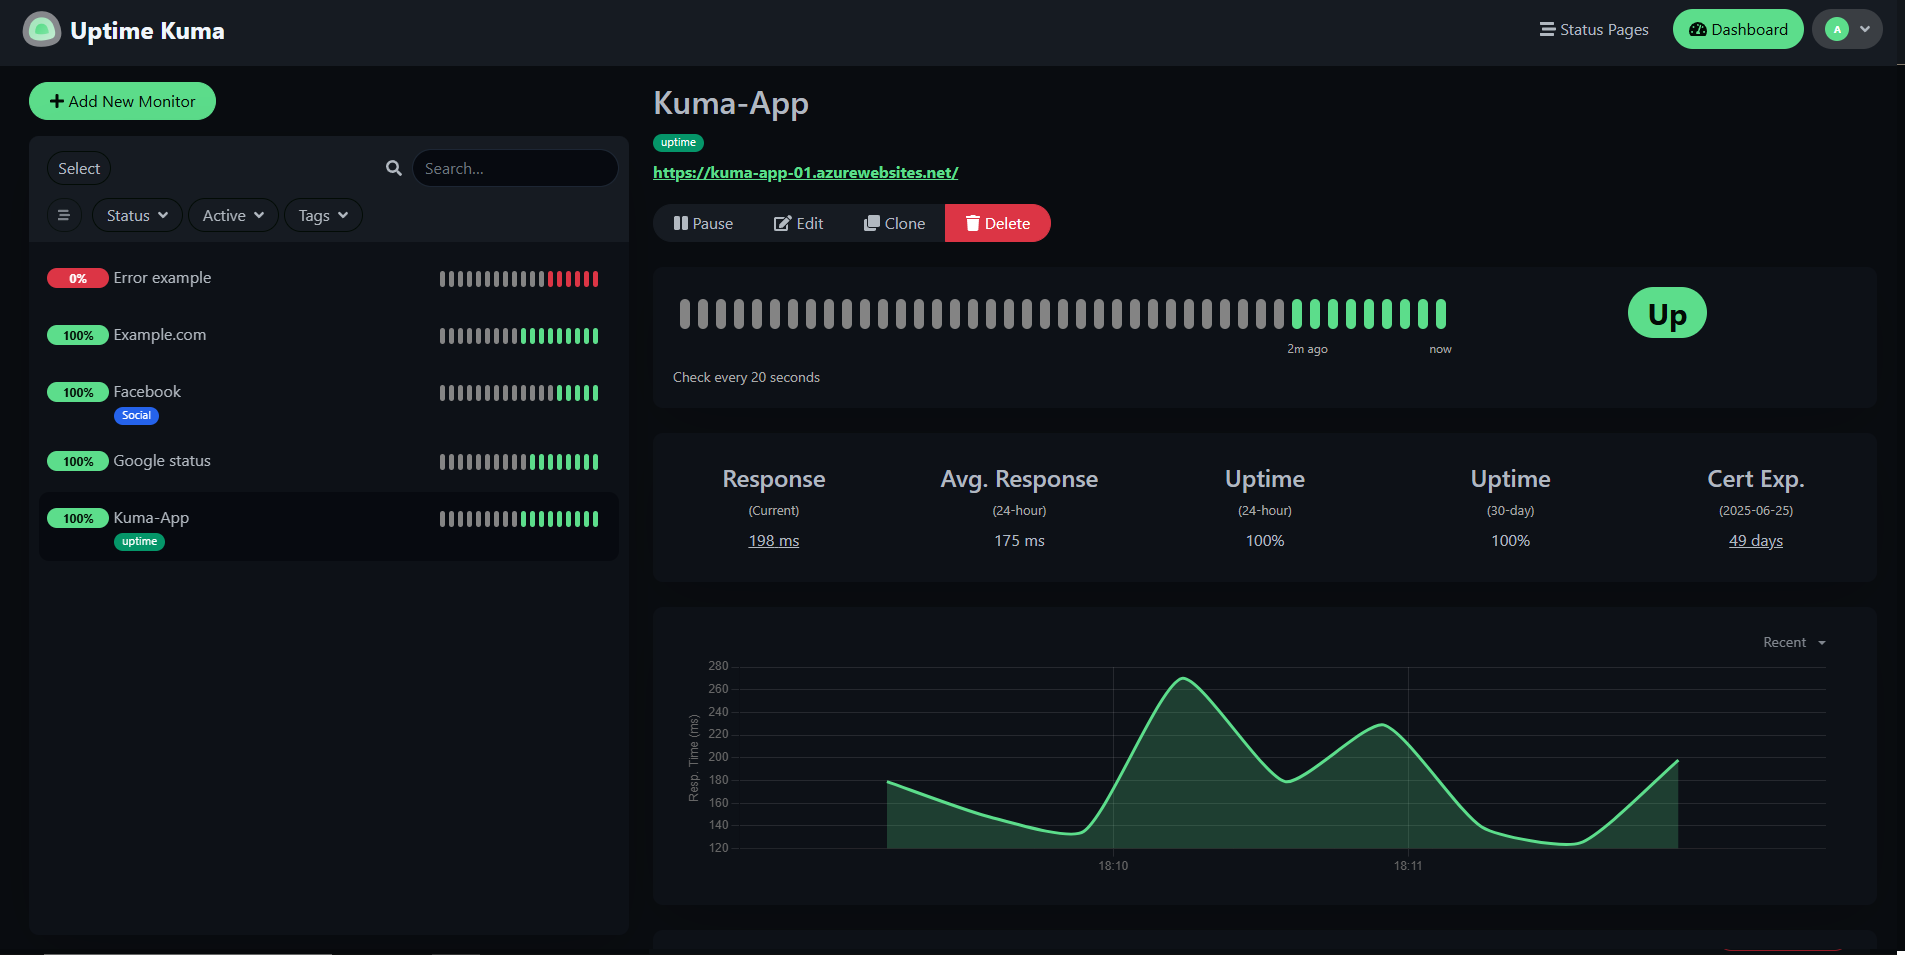 Uptime Kuma
Status Pages
Dashboard
A
Add New Monitor
Select
Search...
Status
Active
Tags
0% Error example
100% Example.com
100% Facebook
Social
100% Google status
100% Kuma-App
uptime
Kuma-App
uptime
https://kuma-app-01.azurewebsites.net/
Pause
Edit
Clone
Delete
2m ago
now
Check every 20 seconds
Up
Response
(Current)
198 ms
Avg. Response
(24-hour)
175 ms
Uptime
(24-hour)
100%
Uptime
(30-day)
100%
Cert Exp.
(2025-06-25)
49 days
Recent
Resp. Time (ms)
280
260
240
220
200
180
160
140
120
18:10
18:11